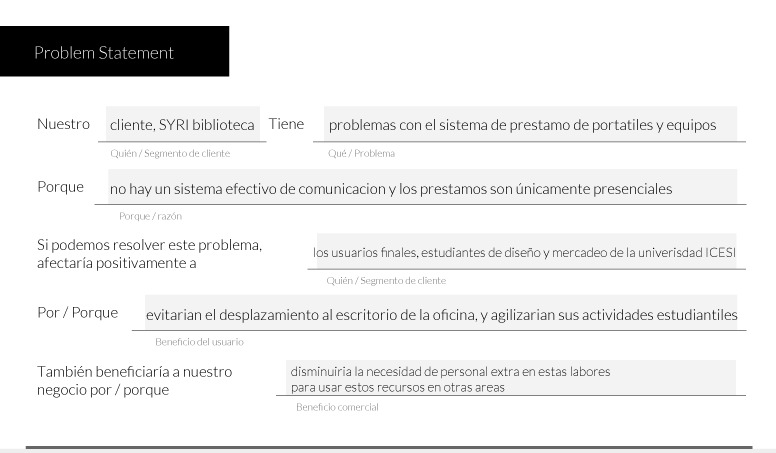 Problem Statement
Nuestro cliente, SYRI biblioteca Tiene problemas con el sistema de prestamo de portatiles y equipos
Quién / Segmento de cliente Qué / Problema
Porque no hay un sistema efectivo de comunicacion y los prestamos son únicamente presenciales
Porque / razón
Si podemos resolver este problema,
afectaría positivamente a
los usuarios finales, estudiantes de diseño y mercadeo de la univerisdad ICESI
Quién / Segmento de cliente
Por / Porque evitarian el desplazamiento al escritorio de la oficina, y agilizarian sus actividades estudiantiles
Beneficio del usuario
También beneficiaría a nuestro
negocio por / porque
disminuiria la necesidad de personal extra en estas labores
para usar estos recursos en otras areas
Beneficio comercial